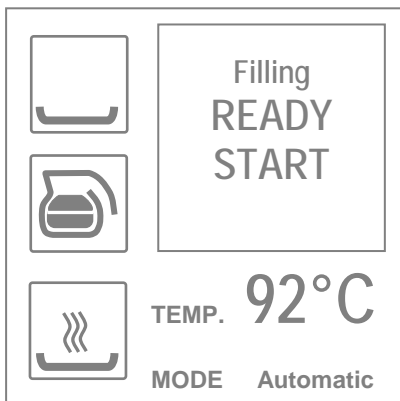 Filling
READY
START
TEMP. 92°C
MODE Automatic